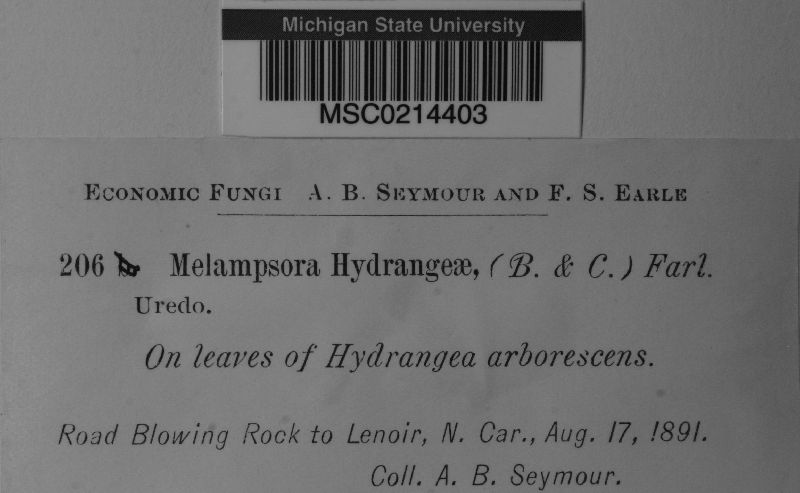 Michigan State University
MSC0214403
ECONOMIC FUNGI A. B. SEYMOUR AND F. S. EARLE
206 Melampsora Hydrangeæ, (B. & C.) Farl.
Uredo.
On leaves of Hydrangea arborescens.
Road Blowing Rock to Lenoir, N. Car., Aug. 17, 1891.
Coll. A. B. Seymour.